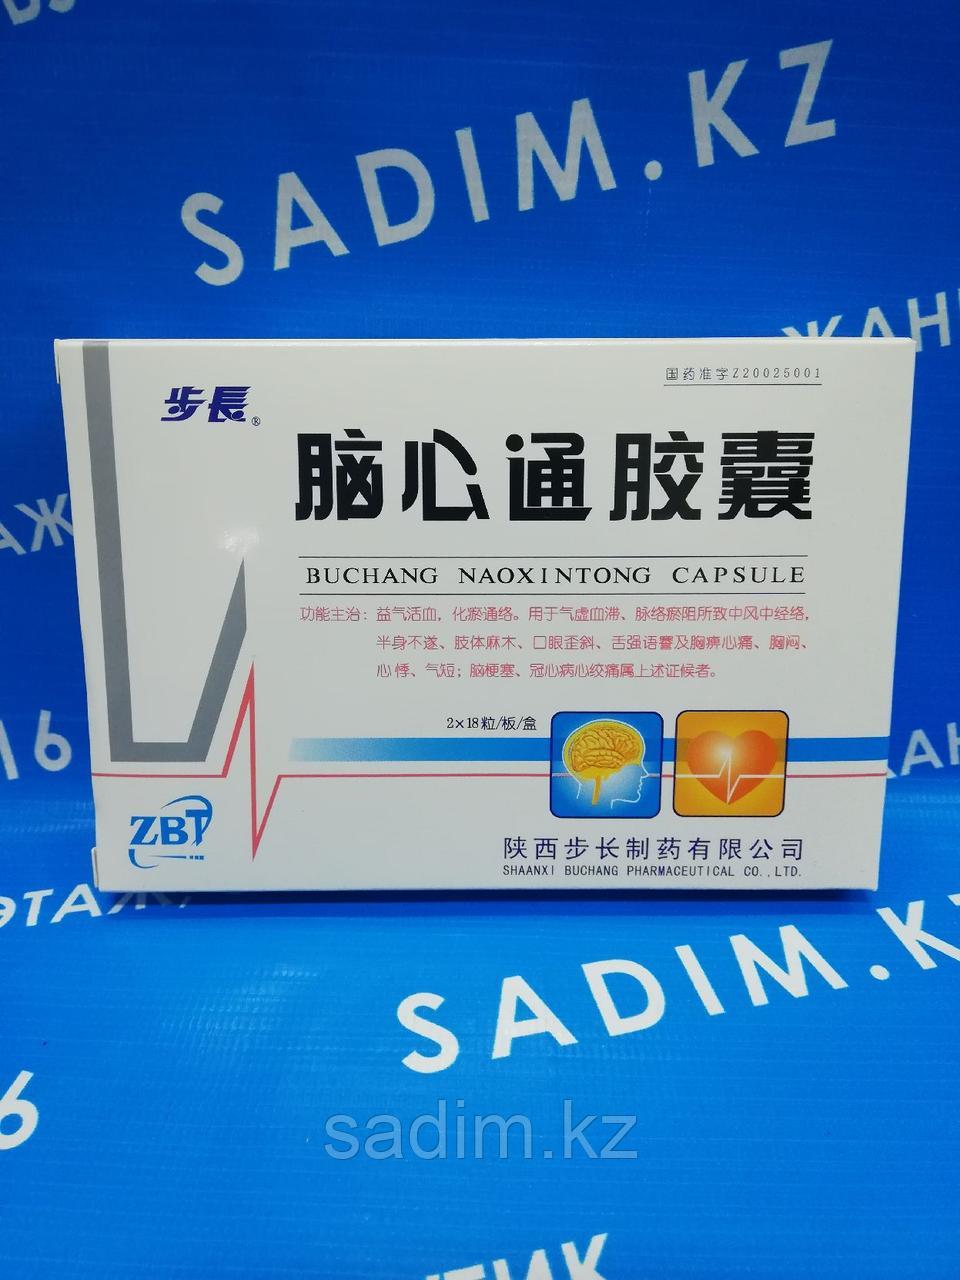 SADIM.KZ
国药准字Z20025001
步長®
脑心通胶囊
BUCHANG NAOXINTONG CAPSULE
功能主治：益气活血，化瘀通络。用于气虚血滞、脉络瘀阻所致中风中经络，
半身不遂、肢体麻木、口眼歪斜、舌强语謇及胸痹心痛、胸闷、
心悸、气短；脑梗塞、冠心病心绞痛属上述证候者。
2×18粒/板/盒
ZBT
陕西步长制药有限公司
SHAANXI BUCHANG PHARMACEUTICAL CO.,LTD.
16
ЭТАЖ
SADIM.KZ
sadim.kz